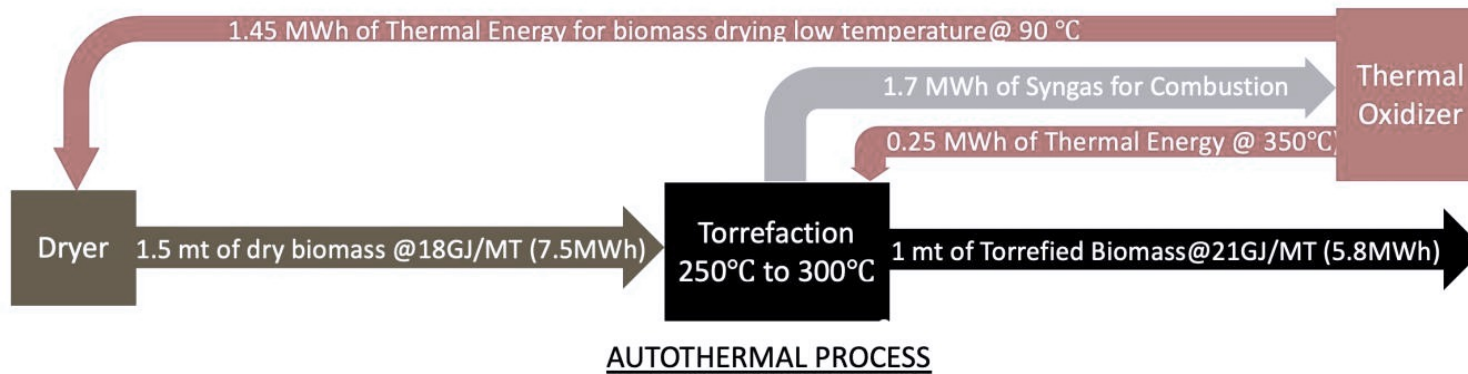 1.45 MWh of Thermal Energy for biomass drying low temperature@ 90 ℃
1.7 MWh of Syngas for Combustion
Thermal
Oxidizer
0.25 MWh of Thermal Energy @ 350℃)
Dryer
1.5 mt of dry biomass @18GJ/MT (7.5MWh)
Torrefaction
250℃ to 300℃
1 mt of Torrefied Biomass@21GJ/MT (5.8MWh)
AUTOTHERMAL PROCESS